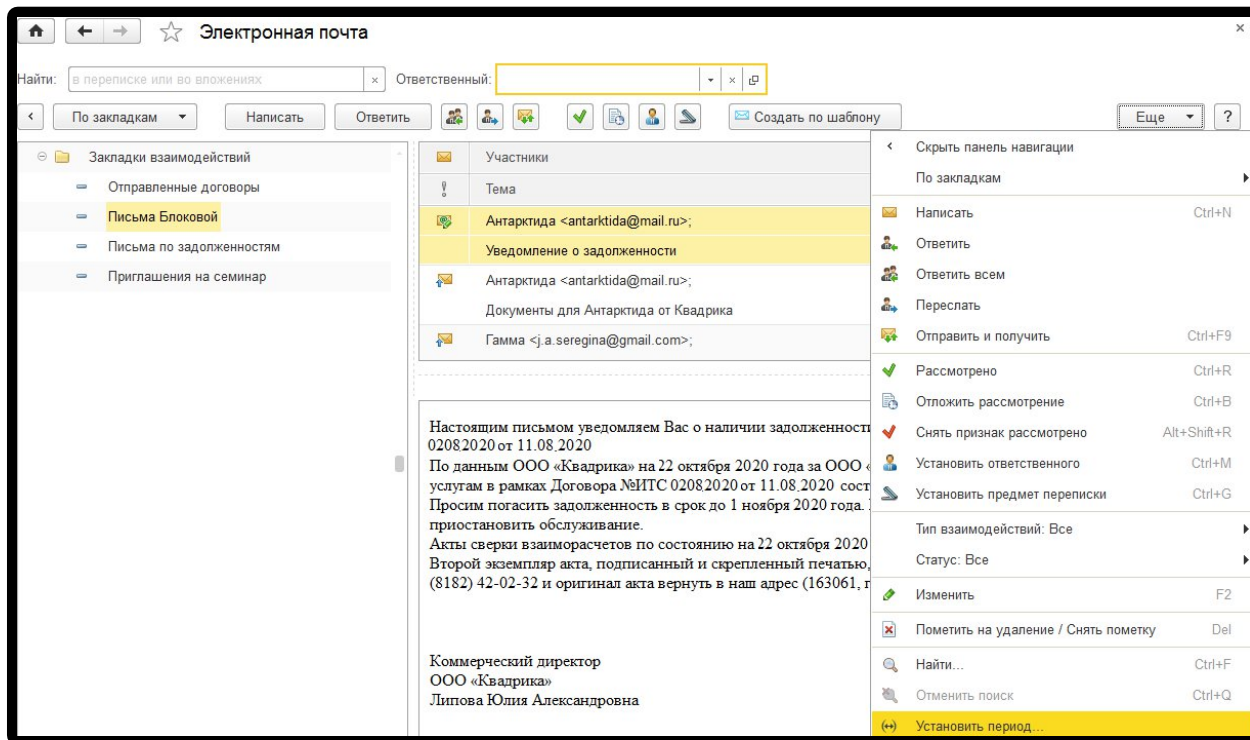 Электронная почта
Найти: в переписке или во вложениях × Ответственный:
По закладкам Написать Ответить Создать по шаблону Еще ?
Закладки взаимодействий
Отправленные договоры
Письма Блоковой
Письма по задолженностям
Приглашения на семинар
Участники
Тема
Антарктида <antarktida@mail.ru>;
Уведомление о задолженности
Антарктида <antarktida@mail.ru>;
Документы для Антарктида от Квадрика
Гамма <j.a.seregina@gmail.com>;
Настоящим письмом уведомляем Вас о наличии задолженности
02082020 от 11.08.2020
По данным ООО «Квадрика» на 22 октября 2020 года за ООО «
услугам в рамках Договора №ИТС 02082020 от 11.08.2020 сост
Просим погасить задолженность в срок до 1 ноября 2020 года.
приостановить обслуживание.
Акты сверки взаиморасчетов по состоянию на 22 октября 2020
Второй экземпляр акта, подписанный и скрепленный печатью,
(8182) 42-02-32 и оригинал акта вернуть в наш адрес (163061, г
Коммерческий директор
ООО «Квадрика»
Липова Юлия Александровна
Скрыть панель навигации
По закладкам
Написать Ctrl+N
Ответить
Ответить всем
Переслать
Отправить и получить Ctrl+F9
Рассмотрено Ctrl+R
Отложить рассмотрение Ctrl+B
Снять признак рассмотрено Alt+Shift+R
Установить ответственного Ctrl+M
Установить предмет переписки Ctrl+G
Тип взаимодействий: Все
Статус: Все
Изменить F2
Пометить на удаление / Снять пометку Del
Найти... Ctrl+F
Отменить поиск Ctrl+Q
Установить период...